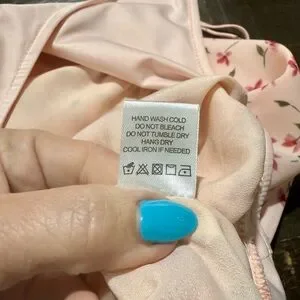 HAND WASH COLD
DO NOT BLEACH
DO NOT TUMBLE DRY
HANG DRY
COOL IRON IF NEEDED